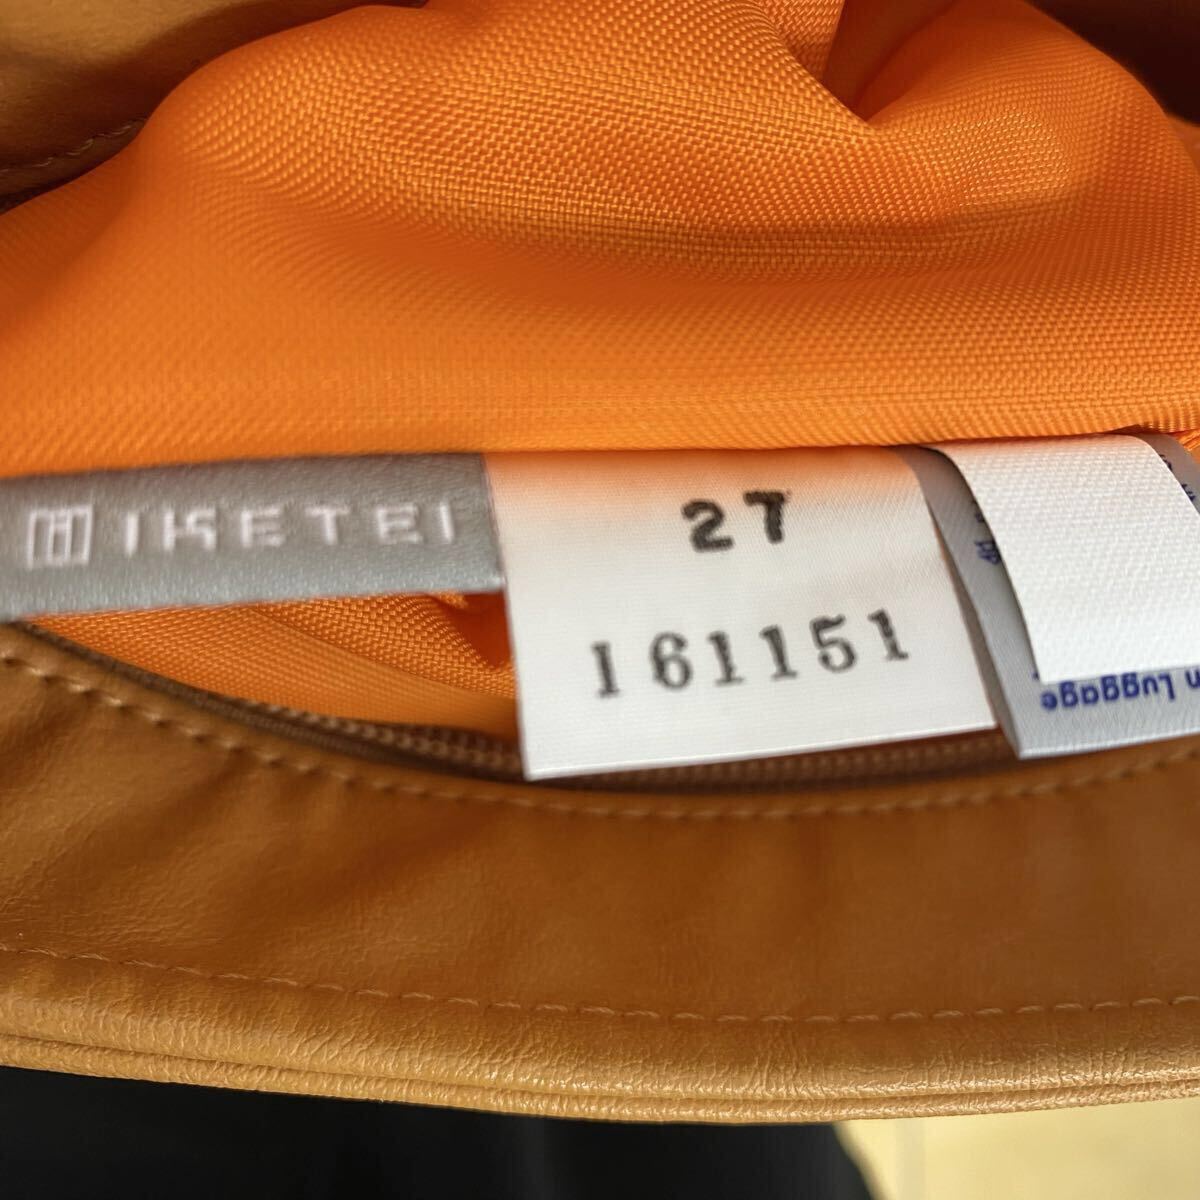 IKETEI
27
161151
n Luggage